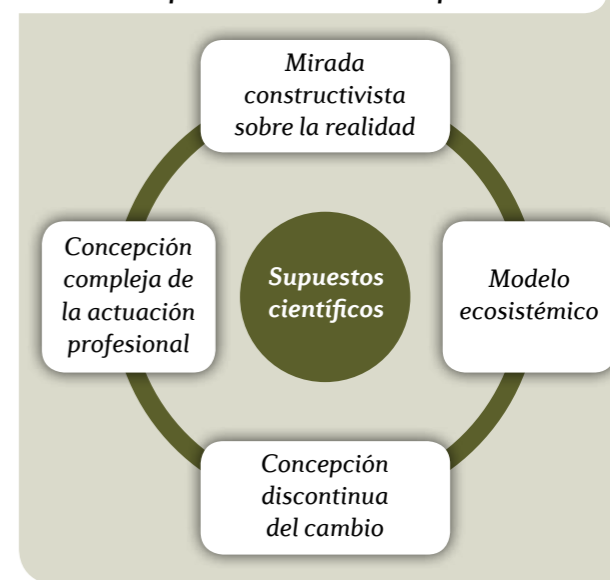 Mirada
constructivista
sobre la realidad
Concepción
compleja de
la actuación
profesional
Supuestos
científicos
Modelo
ecosistémico
Concepción
discontinua
del cambio